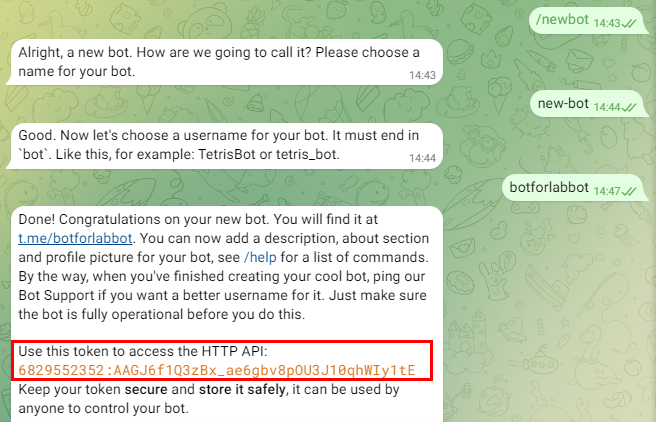 /newbot 14:43
Alright, a new bot. How are we going to call it? Please choose a
name for your bot. 14:43
new-bot 14:44
Good. Now let's choose a username for your bot. It must end in
`bot`. Like this, for example: TetrisBot or tetris_bot. 14:44
botforlabbot 14:47
Done! Congratulations on your new bot. You will find it at
t.me/botforlabbot. You can now add a description, about section
and profile picture for your bot, see /help for a list of commands.
By the way, when you've finished creating your cool bot, ping our
Bot Support if you want a better username for it. Just make sure
the bot is fully operational before you do this.
Use this token to access the HTTP API:
6829552352:AAGJ6f1Q3zBx_ae6gbv8pOU3J10qhWIy1tE
Keep your token secure and store it safely, it can be used by
anyone to control your bot.